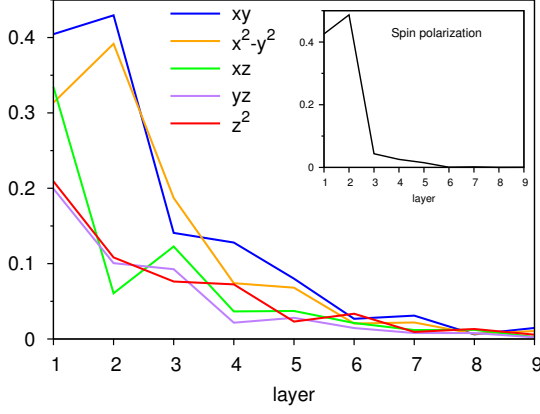 xy
x²-y²
xz
yz
z²
0.4
0.3
0.2
0.1
0
1 2 3 4 5 6 7 8 9
layer
Spin polarization
0.4
0.2
0
1 2 3 4 5 6 7 8 9
layer